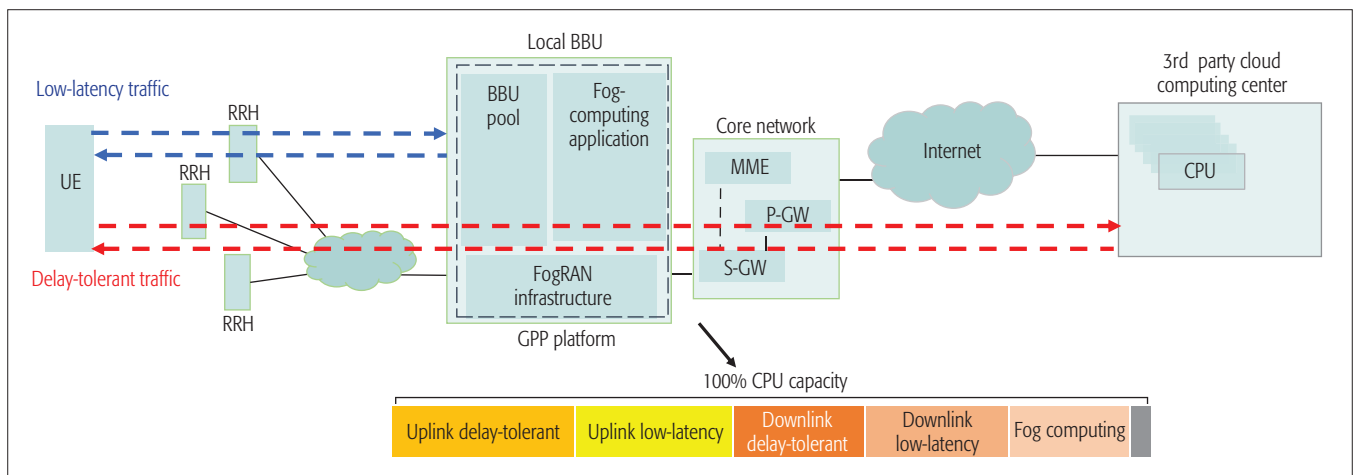 Local BBU
3rd party cloud
computing center
Low-latency traffic
RRH
BBU
pool
Fog-
computing
application
Core network
Internet
UE
RRH
MME
CPU
P-GW
S-GW
Delay-tolerant traffic
FogRAN
infrastructure
RRH
GPP platform
100% CPU capacity
Uplink delay-tolerant
Uplink low-latency
Downlink
delay-tolerant
Downlink
low-latency
Fog computing